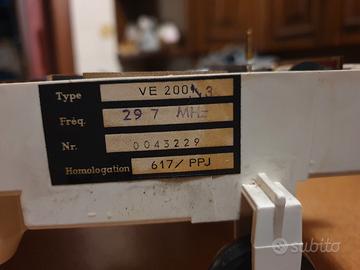 Type VE 200
Fréq. 29 7 MHz
Nr. 0043229
Homologation 617/PPJ
subito